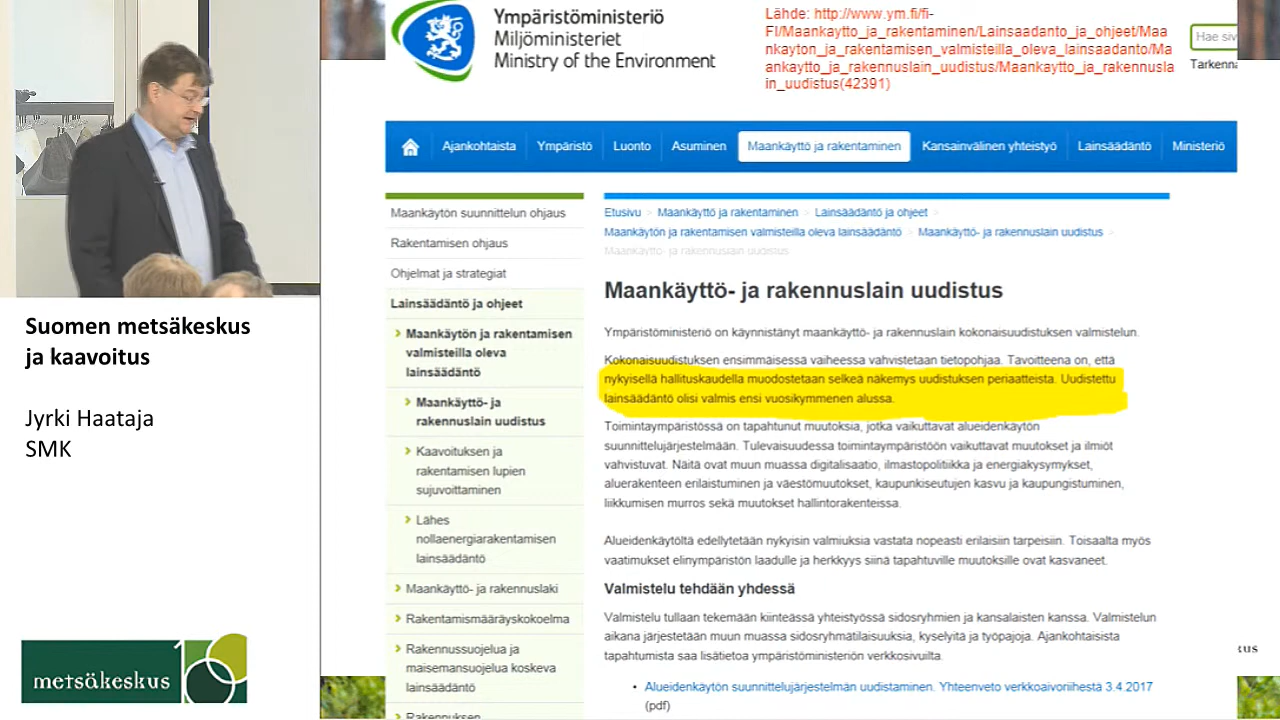 Ympäristöministeriö
Miljöministeriet
Ministry of the Environment
Lähde: http://www.ym.fi/fi-
FI/Maankaytto_ja_rakentaminen/Lainsaadanto_ja_ohjeet/Maa
nkayton_ja_rakentamisen_valmisteilla_oleva_lainsaadanto/Ma
ankaytto_ja_rakennuslain_uudistus/Maankaytto_ja_rakennusla
in_uudistus(42391)
Hae siv
Tarkenna
Ajankohtaista
Ympäristö
Luonto
Asuminen
Maankäyttö ja rakentaminen
Kansainvälinen yhteistyö
Lainsäädäntö
Ministeriö
Maankäytön suunnittelun ohjaus
Rakentamisen ohjaus
Ohjelmat ja strategiat
Lainsäädäntö ja ohjeet
Maankäytön ja rakentamisen
valmisteilla oleva
lainsäädäntö
Maankäyttö- ja
rakennuslain uudistus
Kaavoituksen ja
rakentamisen lupien
sujuvoittaminen
Lähes
nollaenergiarakentamisen
lainsäädäntö
Maankäyttö- ja rakennuslaki
Rakentamismääräyskokoelma
Rakennussuojelua ja
maisemansuojelua koskeva
lainsäädäntö
Rakennuksen
Etusivu > Maankäyttö ja rakentaminen > Lainsäädäntö ja ohjeet >
Maankäytön ja rakentamisen valmisteilla oleva lainsäädäntö > Maankäyttö- ja rakennuslain uudistus >
Maankäyttö- ja rakennuslain uudistus
Maankäyttö- ja rakennuslain uudistus
Ympäristöministeriö on käynnistänyt maankäyttö- ja rakennuslain kokonaisuudistuksen valmistelun.
Kokonaisuudistuksen ensimmäisessä vaiheessa vahvistetaan tietopohjaa. Tavoitteena on, että
nykyisellä hallituskaudella muodostetaan selkeä näkemys uudistuksen periaatteista. Uudistettu
lainsäädäntö olisi valmis ensi vuosikymmenen alussa.
Toimintaympäristössä on tapahtunut muutoksia, jotka vaikuttavat alueidenkäytön
suunnittelujärjestelmään. Tulevaisuudessa toimintaympäristöön vaikuttavat muutokset ja ilmiöt
vahvistuvat. Näitä ovat muun muassa digitalisaatio, ilmastopolitiikka ja energiakysymykset,
aluerakenteen erilaistuminen ja väestömuutokset, kaupunkiseutujen kasvu ja kaupungistuminen,
liikkumisen murros sekä muutokset hallintorakenteissa.
Alueidenkäytöltä edellytetään nykyisin valmiuksia vastata nopeasti erilaisiin tarpeisiin. Toisaalta myös
vaatimukset elinympäristön laadulle ja herkkyys siinä tapahtuville muutoksille ovat kasvaneet.
Valmistelu tehdään yhdessä
Valmistelu tullaan tekemään kiinteässä yhteistyössä sidosryhmien ja kansalaisten kanssa. Valmistelun
aikana järjestetään muun muassa sidosryhmätilaisuuksia, kyselyitä ja työpajoja. Ajankohtaisista
tapahtumista saa lisätietoa ympäristöministeriön verkkosivuilta.
• Alueidenkäytön suunnittelujärjestelmän uudistaminen. Yhteenveto verkkoaivoriihestä 3.4.2017
(pdf)
Suomen metsäkeskus
ja kaavoitus
Jyrki Haataja
SMK
metsäkeskus
kus